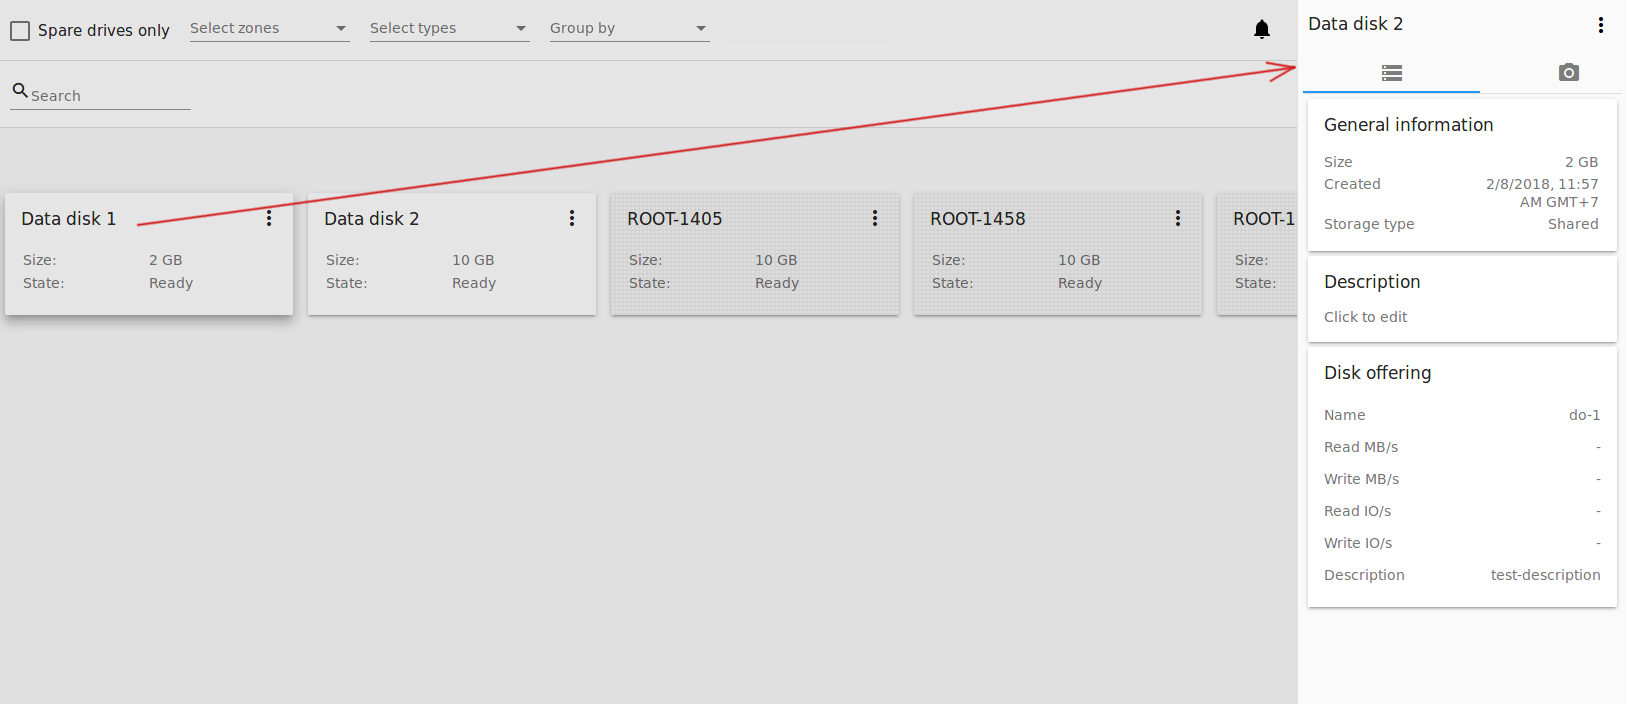 Spare drives only
Select zones
Select types
Group by
Search
Data disk 1
Size: 2 GB
State: Ready
Data disk 2
Size: 10 GB
State: Ready
ROOT-1405
Size: 10 GB
State: Ready
ROOT-1458
Size: 10 GB
State: Ready
ROOT-1
Size:
State:
Data disk 2
General information
Size 2 GB
Created 2/8/2018, 11:57
AM GMT+7
Storage type Shared
Description
Click to edit
Disk offering
Name do-1
Read MB/s -
Write MB/s -
Read IO/s -
Write IO/s -
Description test-description